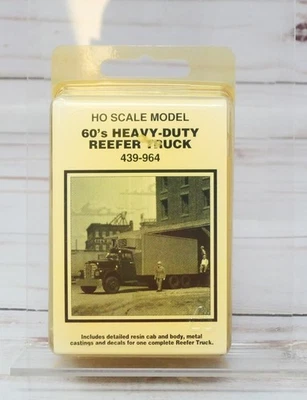 HO SCALE MODEL
60's HEAVY-DUTY
REEFER TRUCK
439-964
Includes detailed resin cab and body, metal
castings and decals for one complete Reefer Truck.